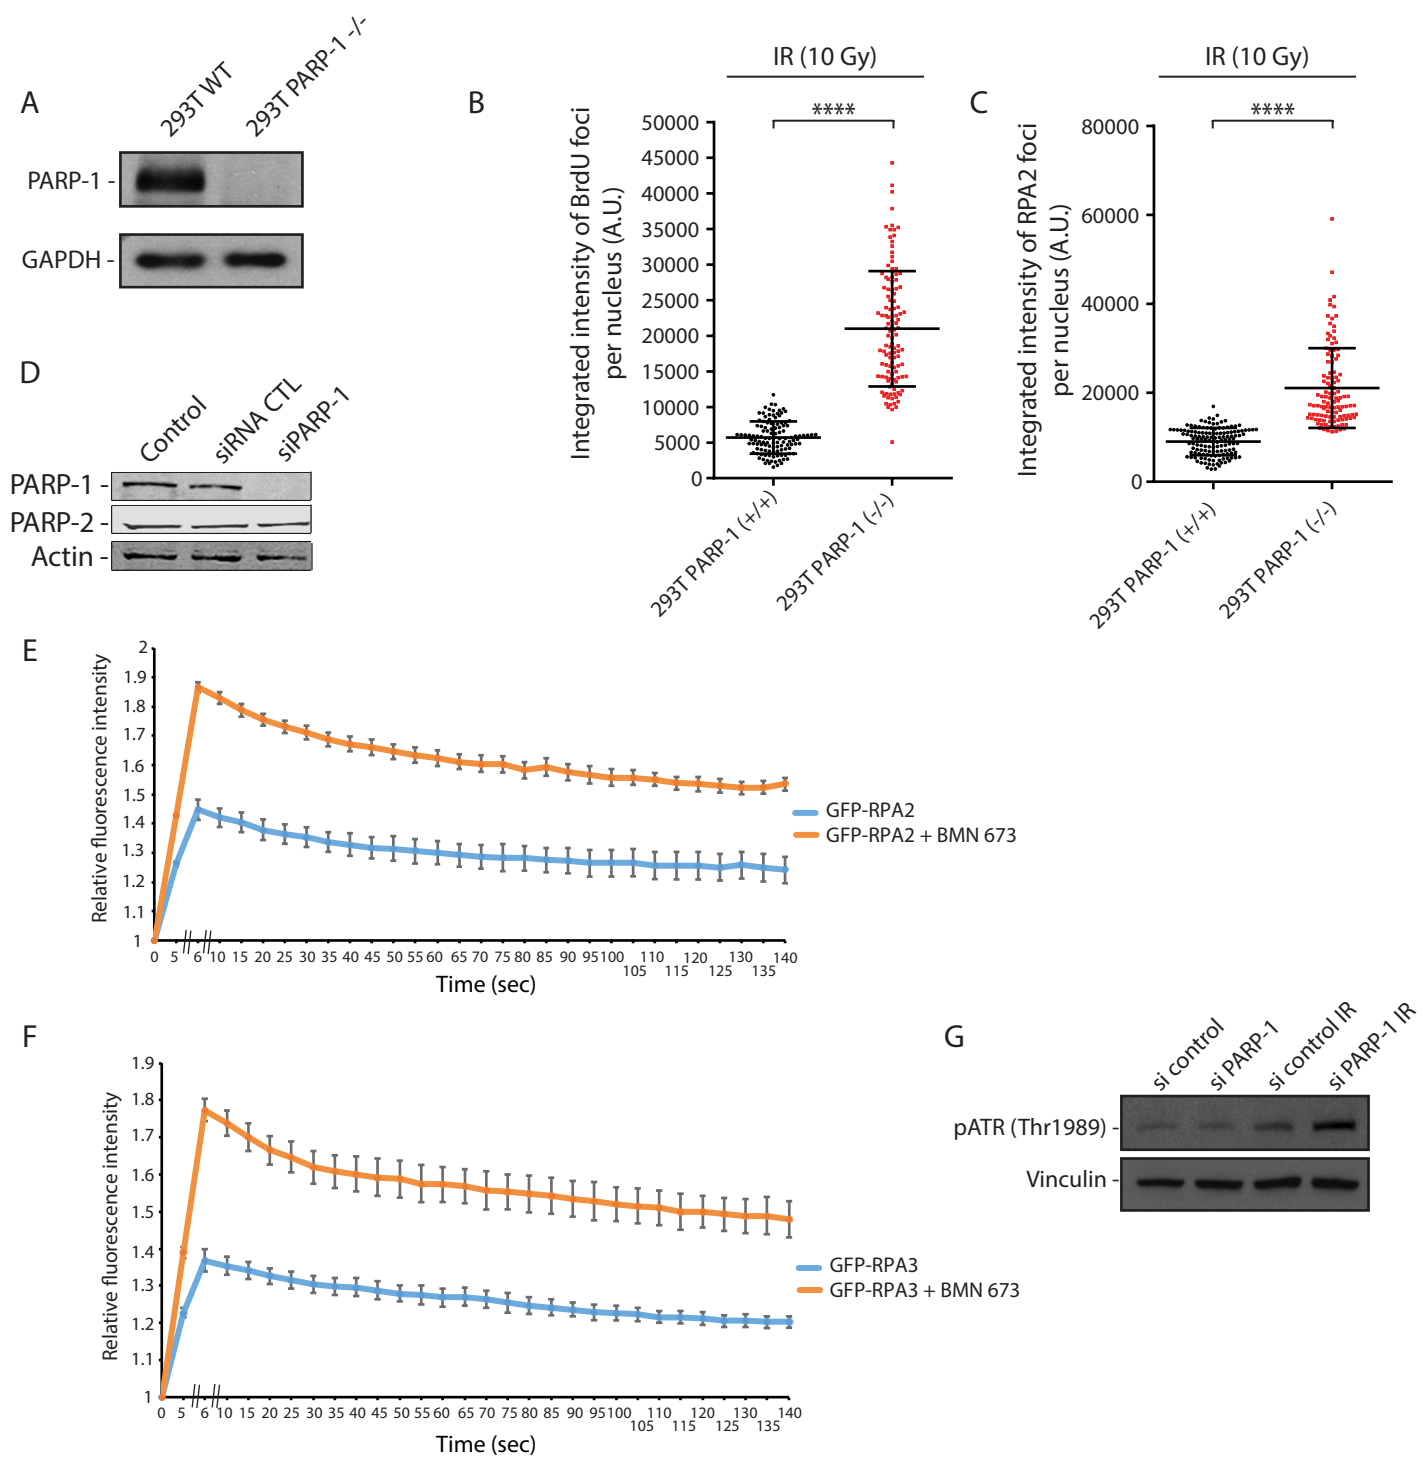 A
293T WT
293T PARP-1 -/-
PARP-1 -
GAPDH -
B
IR (10 Gy)
****
Integrated intensity of BrdU foci
per nucleus (A.U.)
50000
45000
40000
35000
30000
25000
20000
15000
10000
5000
0
293T PARP-1 (+/+)
293T PARP-1 (-/-)
C
IR (10 Gy)
****
Integrated intensity of RPA2 foci
per nucleus (A.U.)
80000
60000
40000
20000
0
293T PARP-1 (+/+)
293T PARP-1 (-/-)
D
Control
siRNA CTL
siPARP-1
PARP-1 -
PARP-2 -
Actin -
E
Relative fluorescence intensity
2
1.9
1.8
1.7
1.6
1.5
1.4
1.3
1.2
1.1
1
0 5 // 6 // 10 15 20 25 30 35 40 45 50 55 60 65 70 75 80 85 90 95 100 105 110 115 120 125 130 135 140
Time (sec)
GFP-RPA2
GFP-RPA2 + BMN 673
F
Relative fluorescence intensity
1.9
1.8
1.7
1.6
1.5
1.4
1.3
1.2
1.1
1
0 5 // 6 // 10 15 20 25 30 35 40 45 50 55 60 65 70 75 80 85 90 95 100 105 110 115 120 125 130 135 140
Time (sec)
GFP-RPA3
GFP-RPA3 + BMN 673
G
si control
si PARP-1
si control IR
si PARP-1 IR
pATR (Thr1989) -
Vinculin -